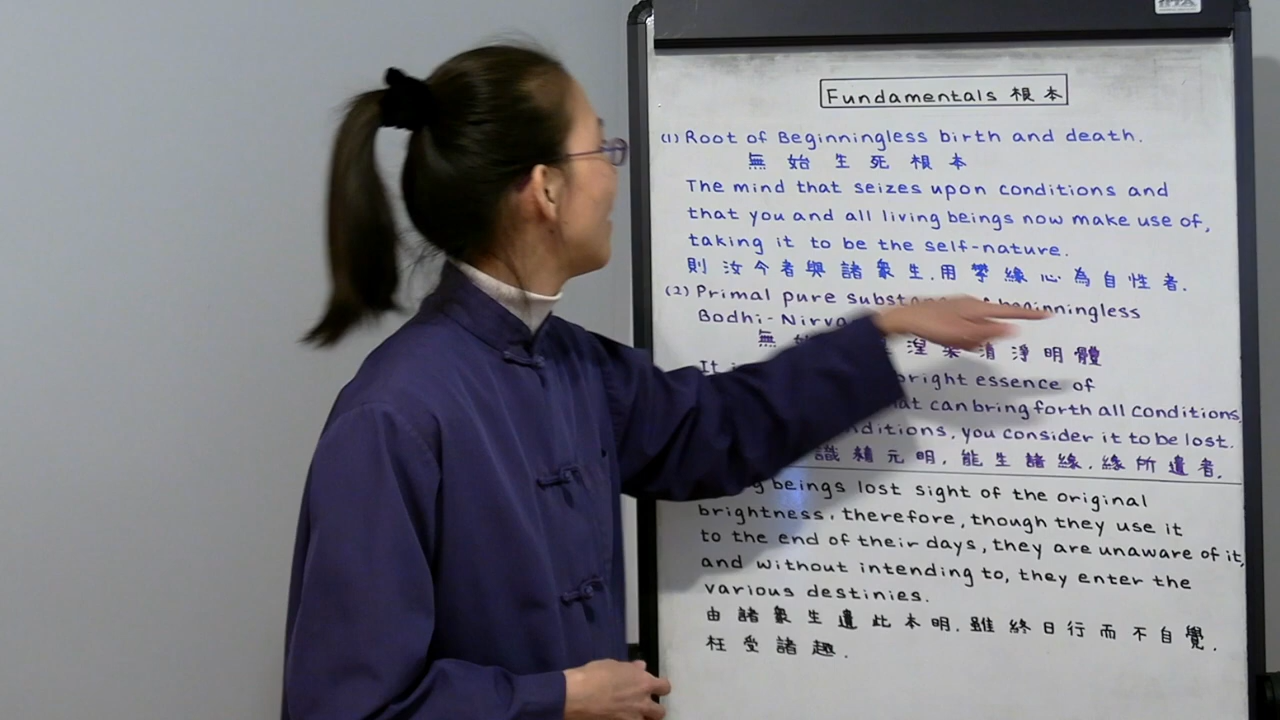 Fundamentals 根本
(1) Root of Beginningless birth and death.
無始生死根本
The mind that seizes upon conditions and
that you and all living beings now make use of,
taking it to be the self-nature.
則汝今者與諸眾生.用攀緣心為自性者.
(2) Primal pure beginningless
Bodhi-
無 涅槃清淨明體
It bright essence of
can bring forth all conditions,
you consider it to be lost.
識精元明.能生諸緣.緣所遺者.
beings lost sight of the original
brightness, therefore, though they use it
to the end of their days, they are unaware of it,
and without intending to, they enter the
various destinies.
由諸眾生遺此本明.雖終日行而不自覺.
枉受諸趣.